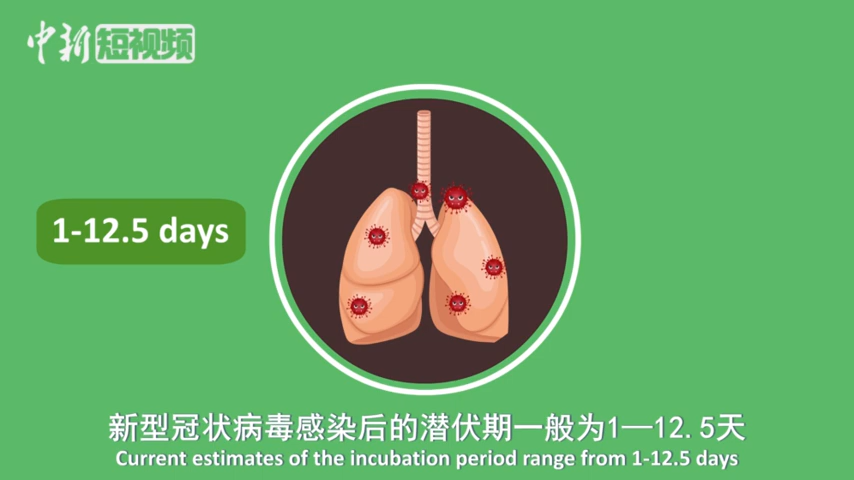 中新短视频
1-12.5 days
新型冠状病毒感染后的潜伏期一般为1—12.5天
Current estimates of the incubation period range from 1-12.5 days